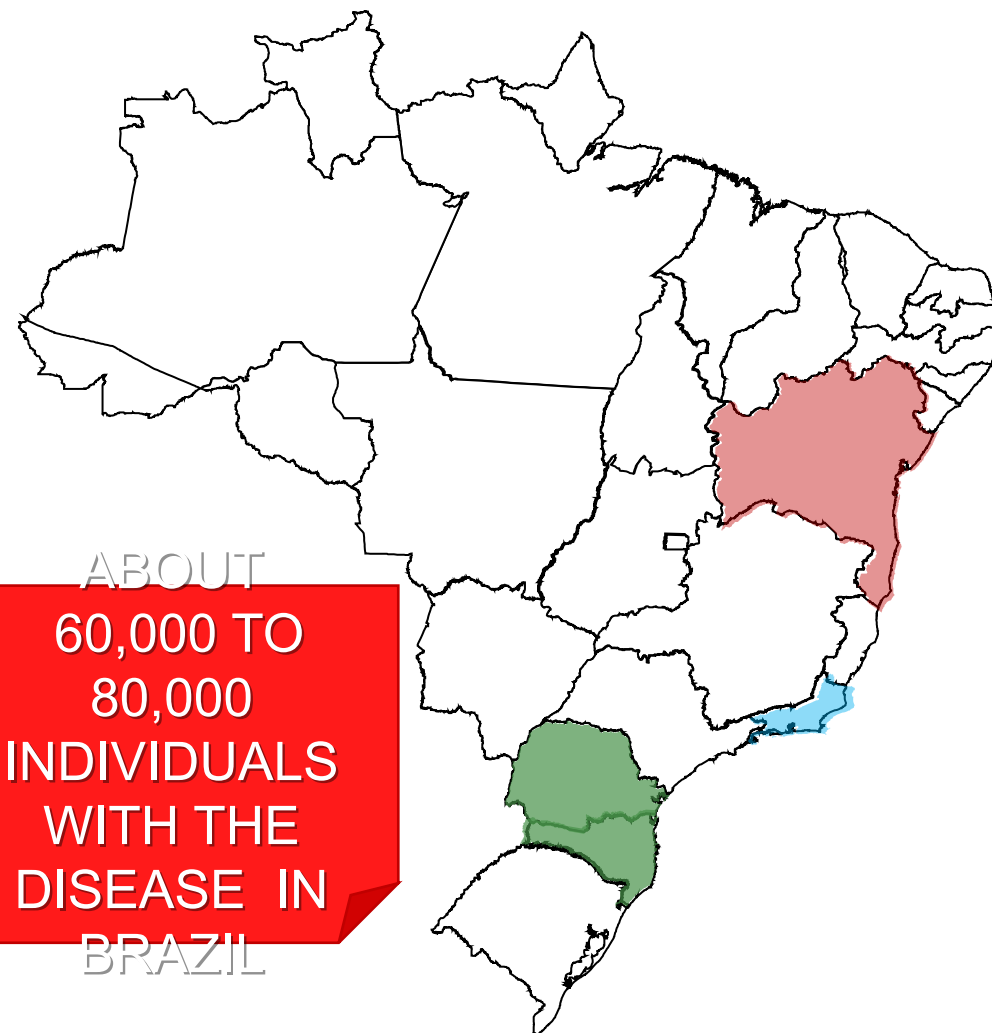 ABOUT
60,000 TO
80,000
INDIVIDUALS
WITH THE
DISEASE IN
BRAZIL